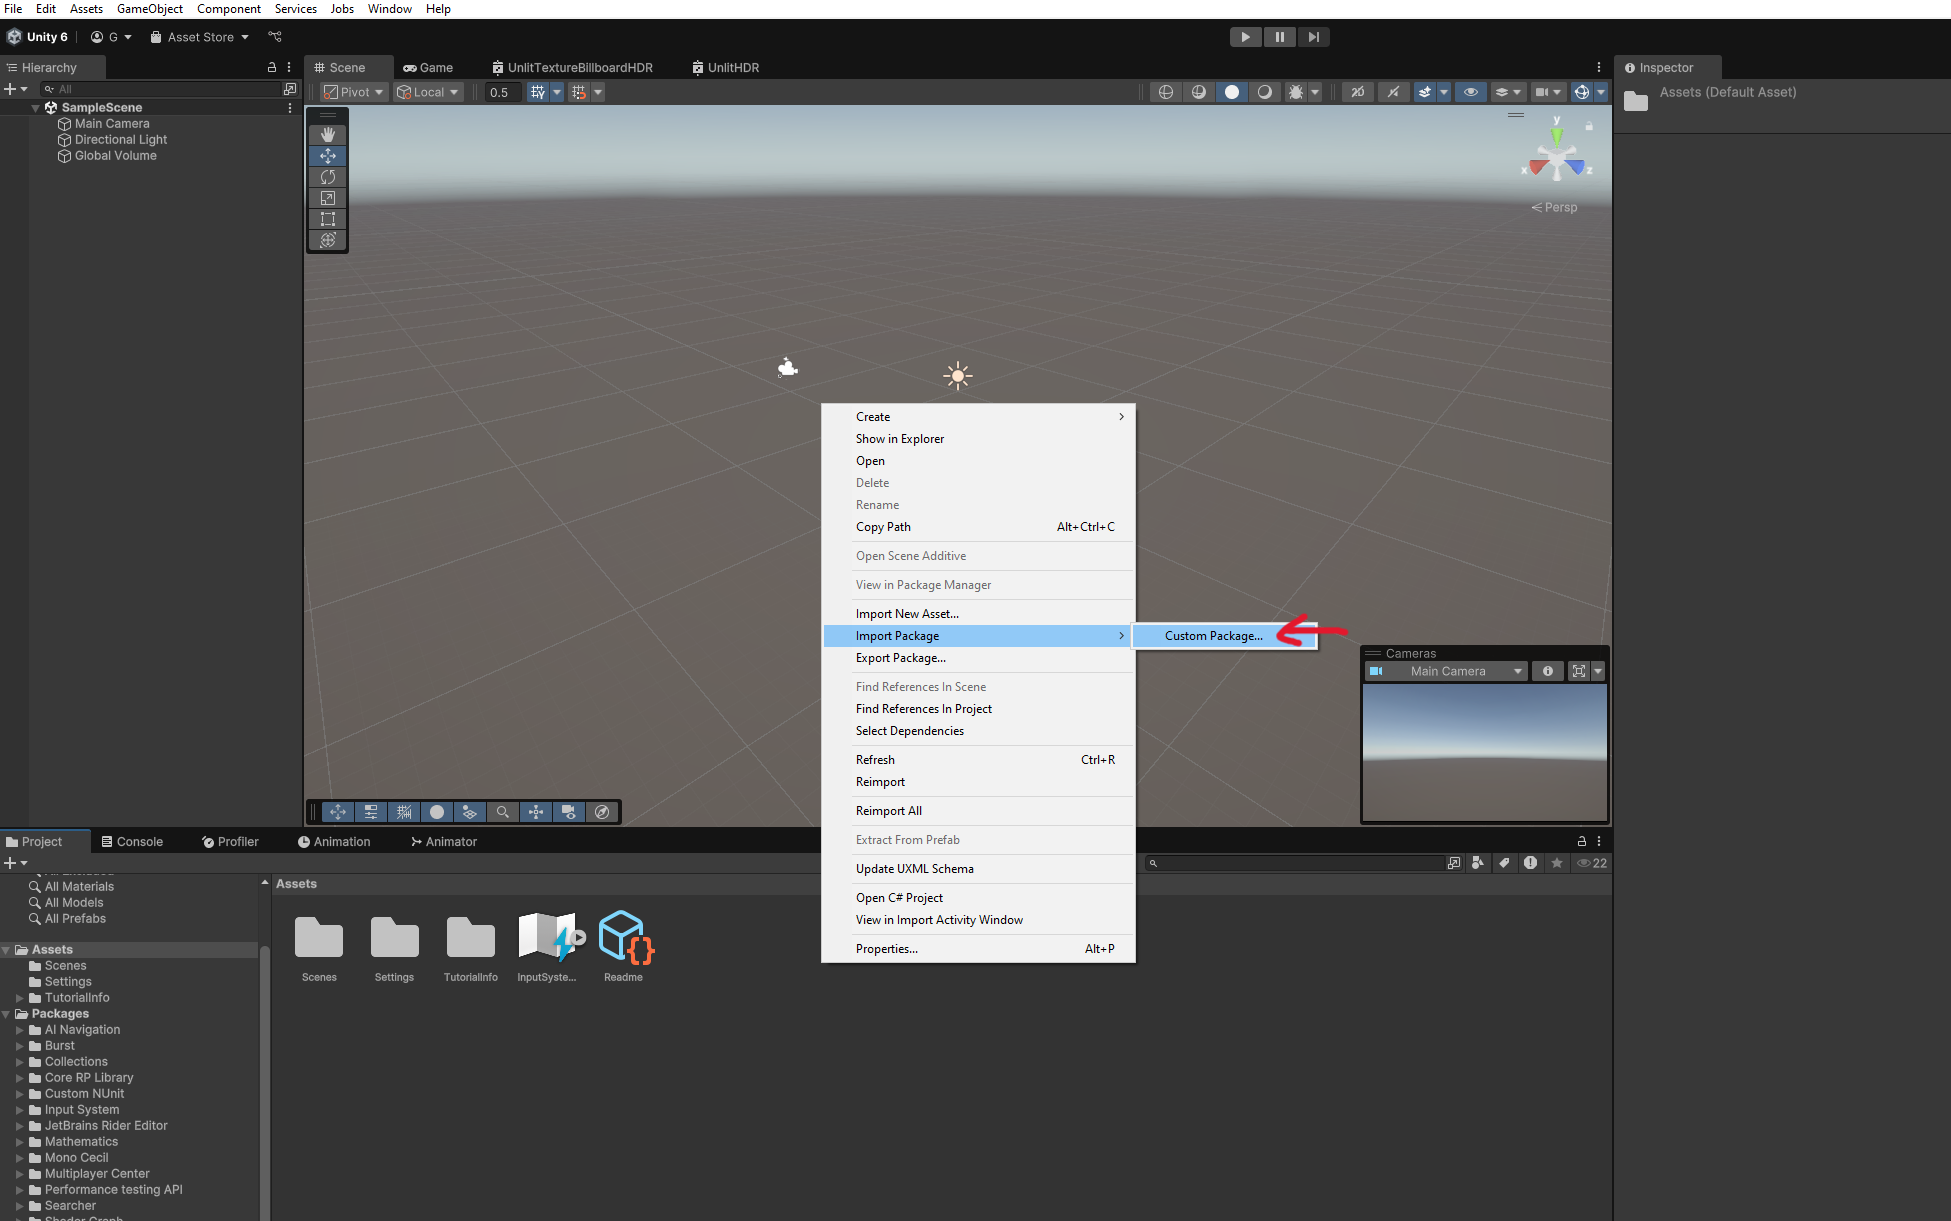 File Edit Assets GameObject Component Services Jobs Window Help
Unity 6 G Asset Store
Hierarchy
All
SampleScene
Main Camera
Directional Light
Global Volume
Scene Game UnlitTextureBillboardHDR UnlitHDR
Pivot Local 0.5 2D
y
x z
Persp
Inspector
Assets (Default Asset)
Create
Show in Explorer
Open
Delete
Rename
Copy Path Alt+Ctrl+C
Open Scene Additive
View in Package Manager
Import New Asset...
Import Package
Custom Package...
Export Package...
Find References In Scene
Find References In Project
Select Dependencies
Refresh Ctrl+R
Reimport
Reimport All
Extract From Prefab
Update UXML Schema
Open C# Project
View in Import Activity Window
Properties... Alt+P
Cameras
Main Camera
Project Console Profiler Animation Animator
22
All Materials
All Models
All Prefabs
Assets
Scenes
Settings
TutorialInfo
Packages
AI Navigation
Burst
Collections
Core RP Library
Custom NUnit
Input System
JetBrains Rider Editor
Mathematics
Mono Cecil
Multiplayer Center
Performance testing API
Searcher
Assets
Scenes Settings TutorialInfo InputSyste... Readme